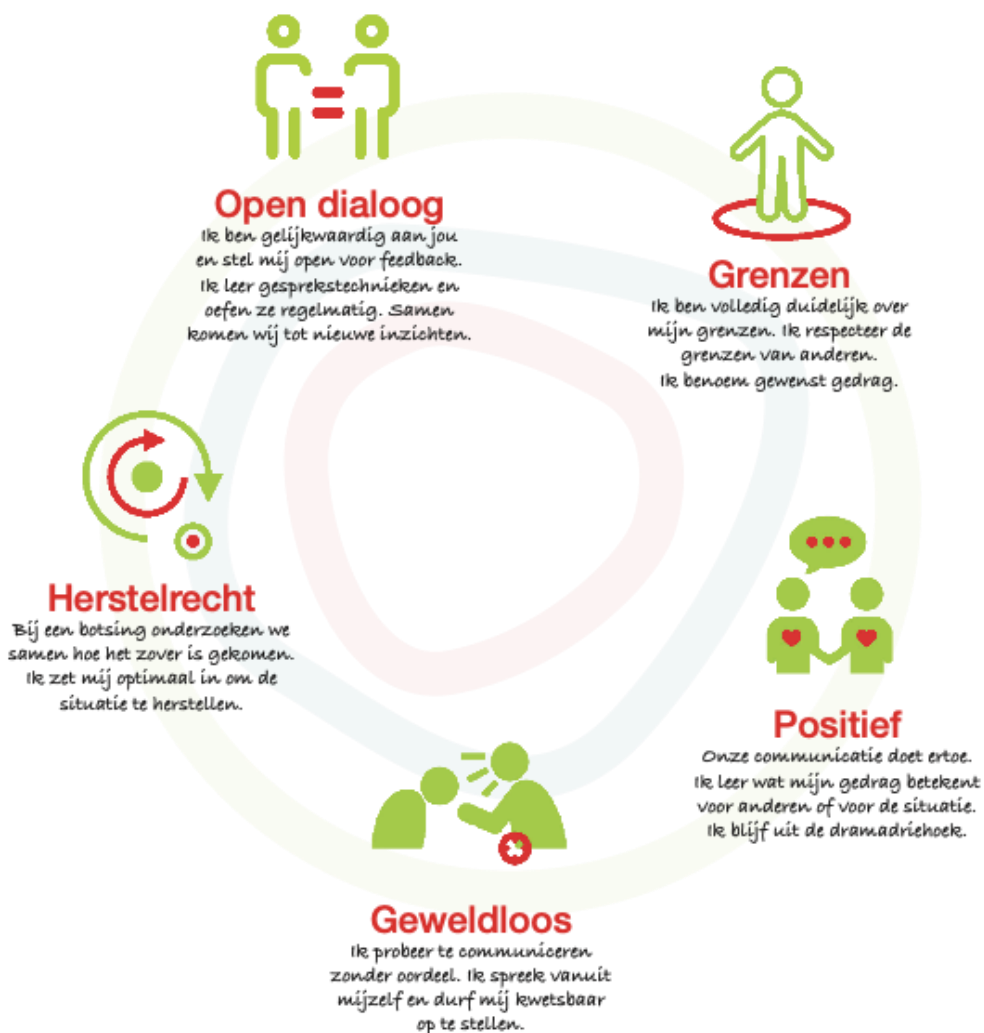 Open dialoog
Ik ben gelijkwaardig aan jou
en stel mij open voor feedback.
Ik leer gesprekstechnieken en
oefen ze regelmatig. Samen
komen wij tot nieuwe inzichten.
Grenzen
Ik ben volledig duidelijk over
mijn grenzen. Ik respecteer de
grenzen van anderen.
Ik benoem gewenst gedrag.
Herstelrecht
Bij een botsing onderzoeken we
samen hoe het zover is gekomen.
Ik zet mij optimaal in om de
situatie te herstellen.
Positief
Onze communicatie doet ertoe.
Ik leer wat mijn gedrag betekent
voor anderen of voor de situatie.
Ik blijf uit de dramadriehoek.
Geweldloos
Ik probeer te communiceren
zonder oordeel. Ik spreek vanuit
mijzelf en durf mij kwetsbaar
op te stellen.